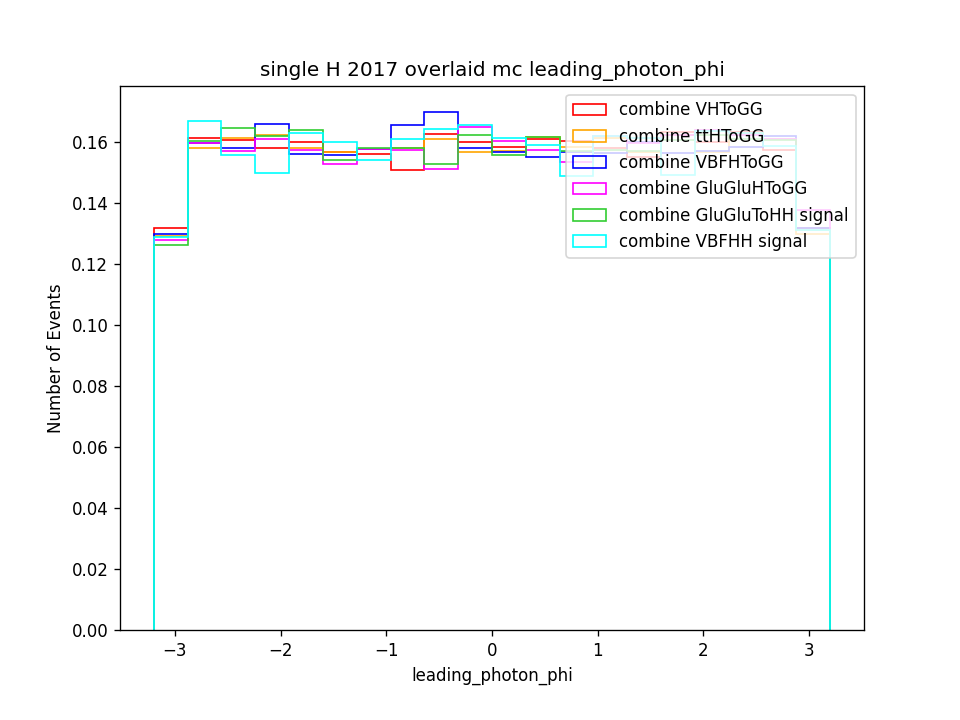 single H 2017 overlaid mc leading_photon_phi
combine VHToGG
combine ttHToGG
combine VBFHToGG
combine GluGluHToGG
combine GluGluToHH signal
combine VBFHH signal
Number of Events
0.16
0.14
0.12
0.10
0.08
0.06
0.04
0.02
0.00
−3 −2 −1 0 1 2 3
leading_photon_phi